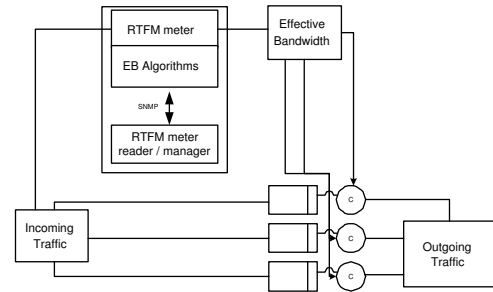 RTFM meter
EB Algorithms
SNMP
RTFM meter
reader / manager
Effective
Bandwidth
Incoming
Traffic
C
C
C
Outgoing
Traffic